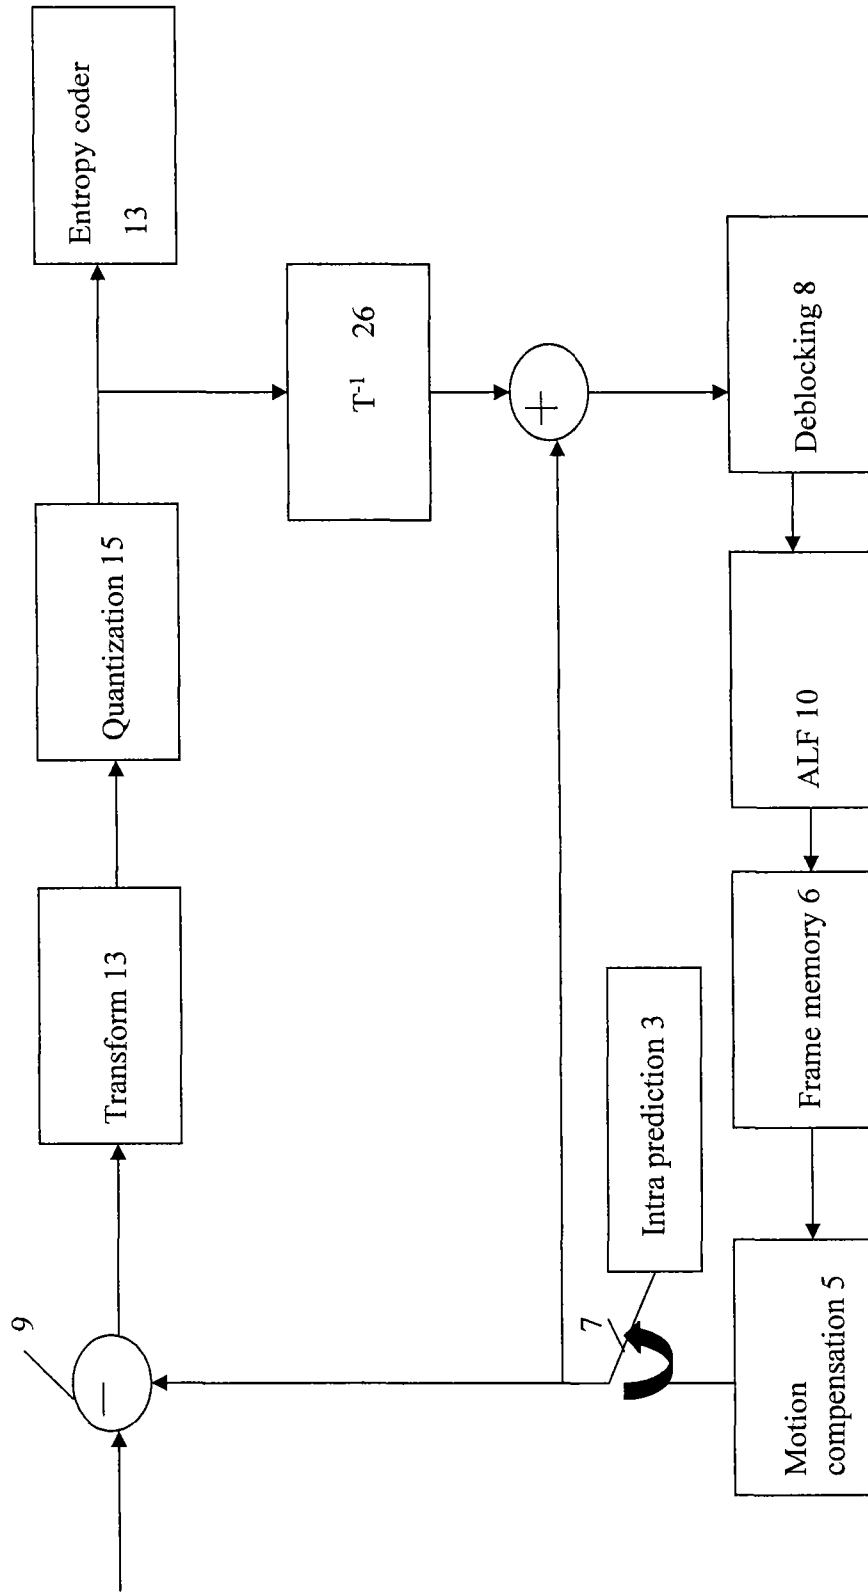 9
−
Transform 13
Quantization 15
Entropy coder
13
T⁻¹ 26
+
7
Intra prediction 3
Motion
compensation 5
Frame memory 6
ALF 10
Deblocking 8